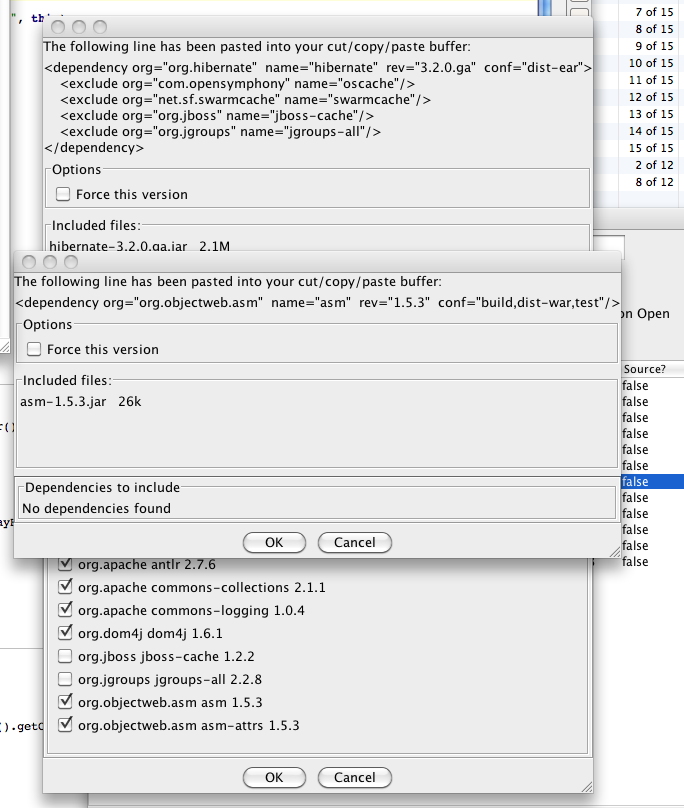 ", th
7 of 15
8 of 15
9 of 15
10 of 15
11 of 15
12 of 15
13 of 15
14 of 15
15 of 15
2 of 12
8 of 12
The following line has been pasted into your cut/copy/paste buffer:
<dependency org="org.hibernate" name="hibernate" rev="3.2.0.ga" conf="dist-ear">
<exclude org="com.opensymphony" name="oscache"/>
<exclude org="net.sf.swarmcache" name="swarmcache"/>
<exclude org="org.jboss" name="jboss-cache"/>
<exclude org="org.jgroups" name="jgroups-all"/>
</dependency>
Options
Force this version
Included files:
hibernate-3.2.0.ga.jar 2.1M
The following line has been pasted into your cut/copy/paste buffer:
<dependency org="org.objectweb.asm" name="asm" rev="1.5.3" conf="build,dist-war,test"/>
Options
Force this version
Included files:
asm-1.5.3.jar 26k
Dependencies to include
No dependencies found
OK Cancel
on Open
Source?
false
false
false
false
false
false
false
false
false
false
false
false
org.apache antlr 2.7.6
org.apache commons-collections 2.1.1
org.apache commons-logging 1.0.4
org.dom4j dom4j 1.6.1
org.jboss jboss-cache 1.2.2
org.jgroups jgroups-all 2.2.8
org.objectweb.asm asm 1.5.3
org.objectweb.asm asm-attrs 1.5.3
().get
OK Cancel